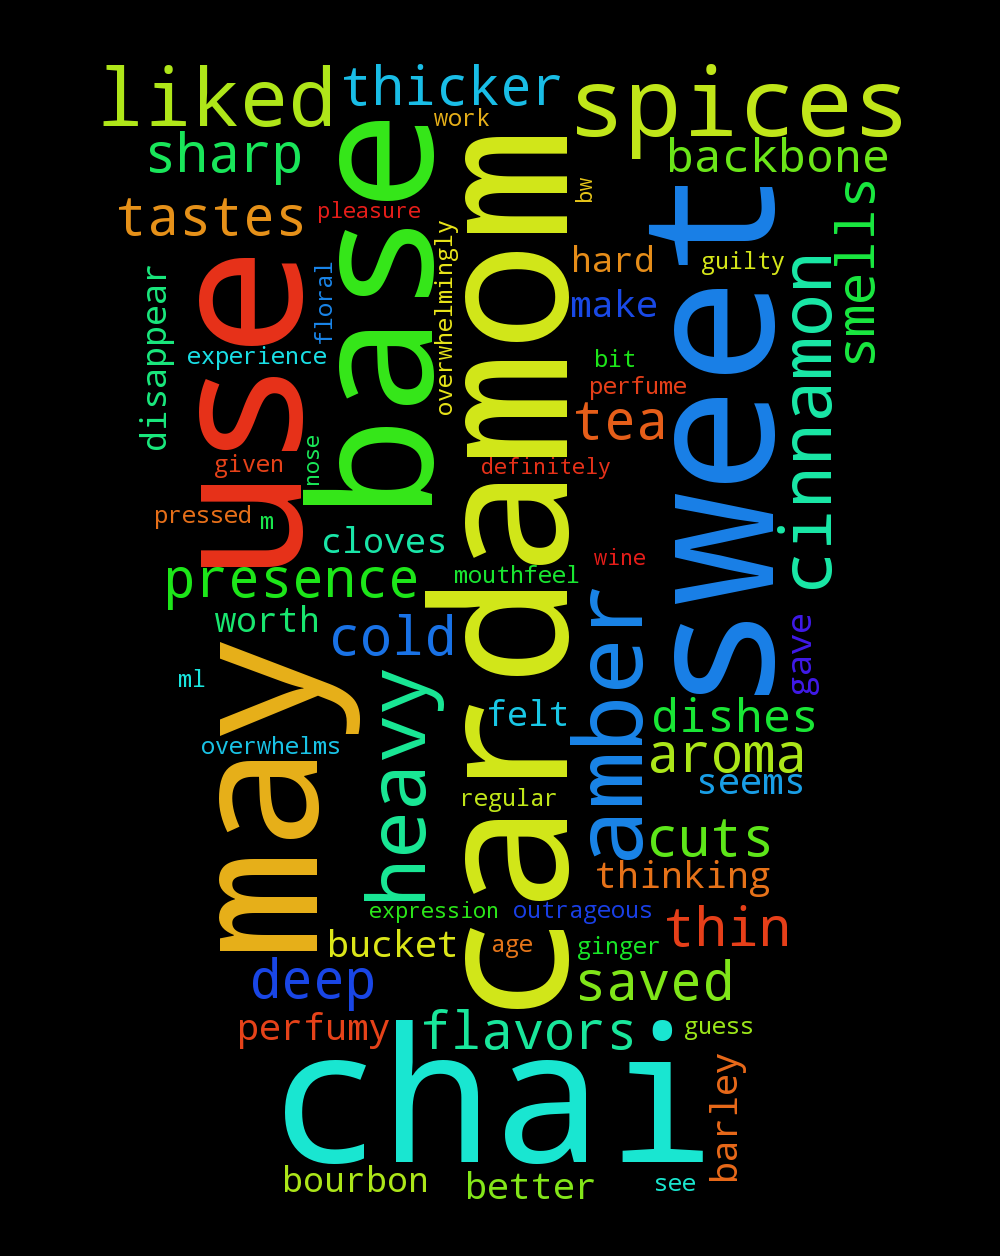 liked
thicker
spices
work
sharp
base
cardamom
backbone
bw
sweet
smells
tastes
pleasure
overwhelmingly
hard
guilty
use
floral
make
cinnamon
disappear
experience
bit
perfume
tea
nose
given
definitely
pressed
m
cloves
wine
presence
mouthfeel
worth
cold
amber
gave
may
ml
heavy
felt
dishes
overwhelms
aroma
seems
regular
cuts
thinking
expression
outrageous
thin
bucket
age
ginger
deep
saved
perfumy
flavors
guess
chai
barley
bourbon
better
see